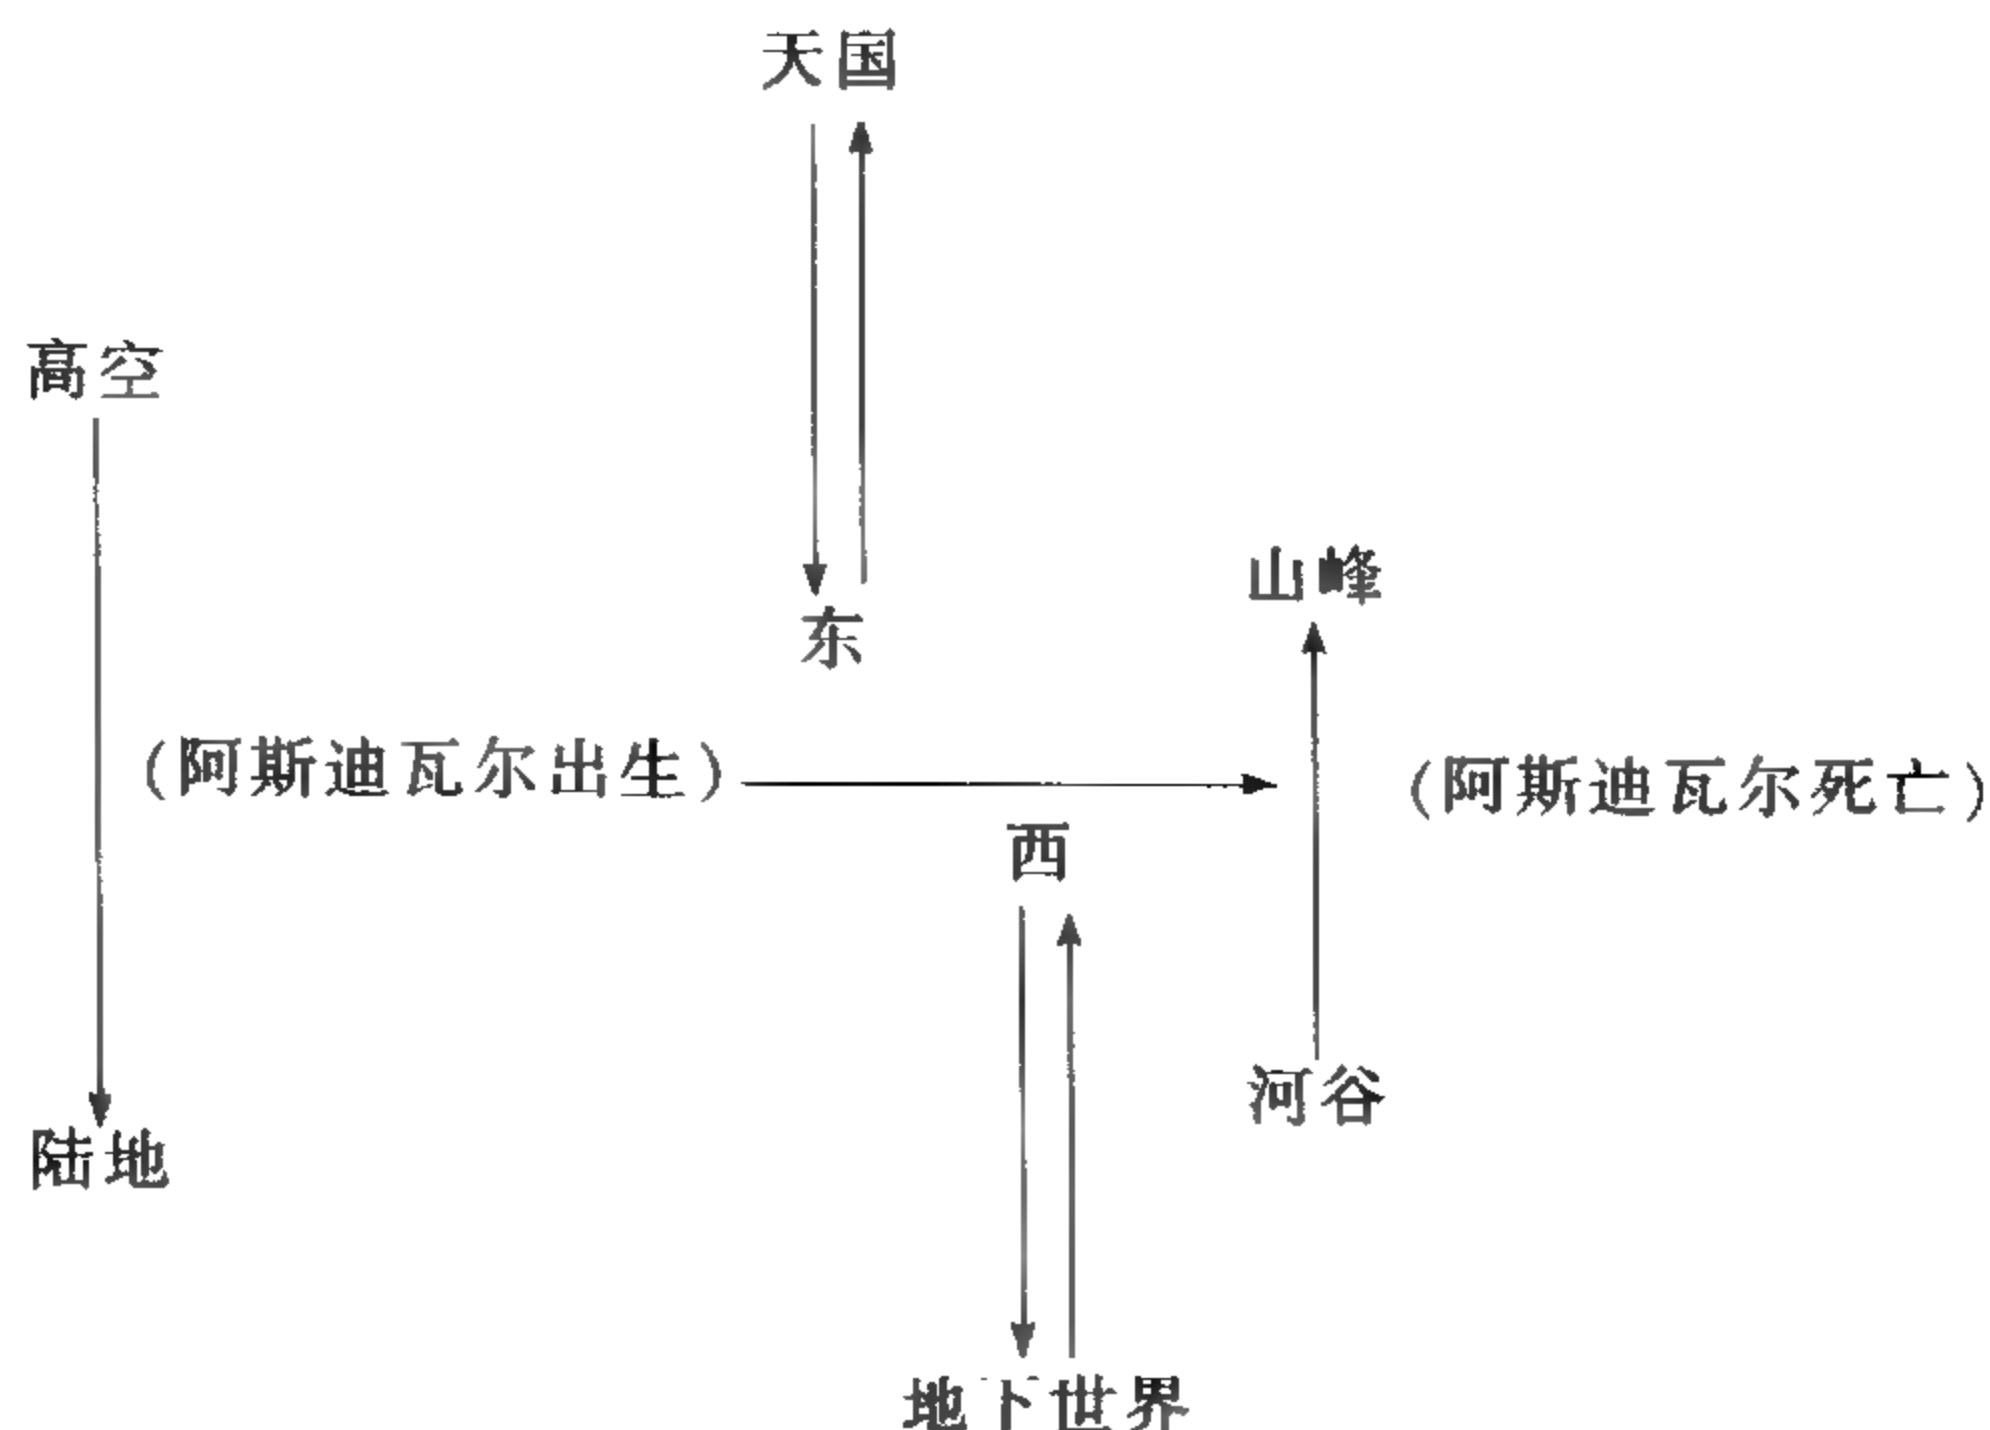 天国
高空
山峰
东
(阿斯迪瓦尔出生)
(阿斯迪瓦尔死亡)
西
河谷
陆地
地下世界